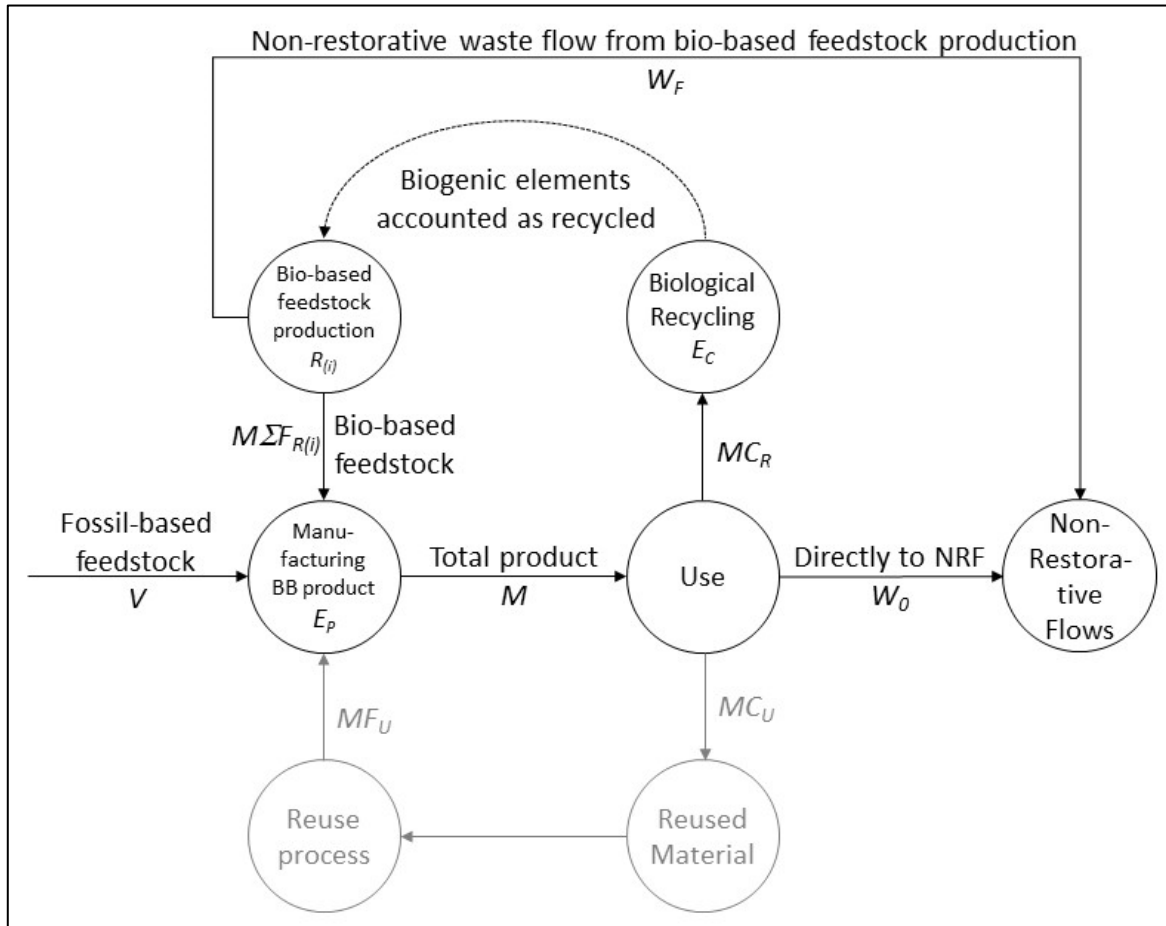 Non-restorative waste flow from bio-based feedstock production
W_F
Biogenic elements
accounted as recycled
Bio-based
feedstock
production
R_(i)
Biological
Recycling
E_C
MΣF_R(i)
Bio-based
feedstock
MC_R
Fossil-based
feedstock
V
Manu-
facturing
BB product
E_P
Total product
M
Use
Directly to NRF
W_0
Non-
Restora-
tive
Flows
MF_U
MC_U
Reuse
process
Reused
Material